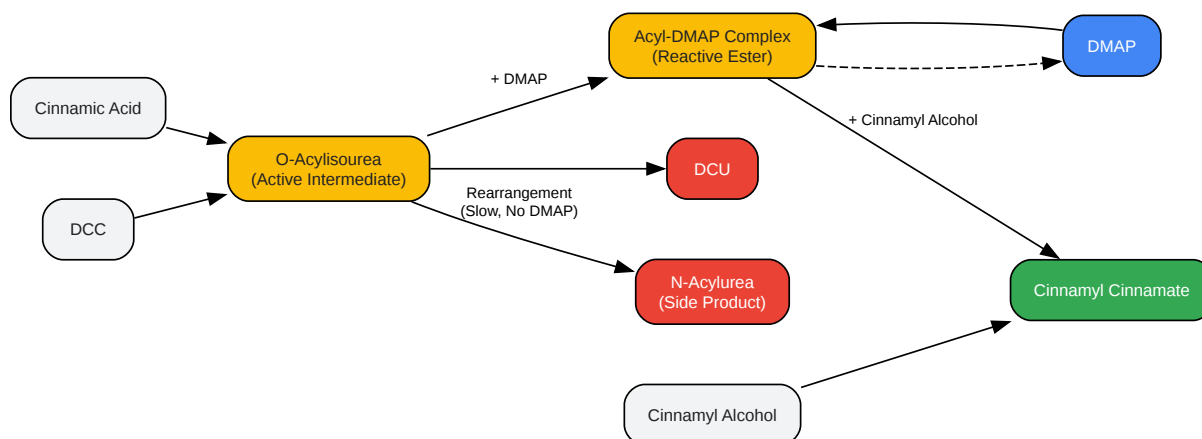 Acyl-DMAP Complex
(Reactive Ester)
DMAP
+ DMAP
Cinnamic Acid
+ Cinnamyl Alcohol
O-Acylisourea
(Active Intermediate)
DCU
Rearrangement
(Slow, No DMAP)
DCC
N-Acylurea
(Side Product)
Cinnamyl Cinnamate
Cinnamyl Alcohol